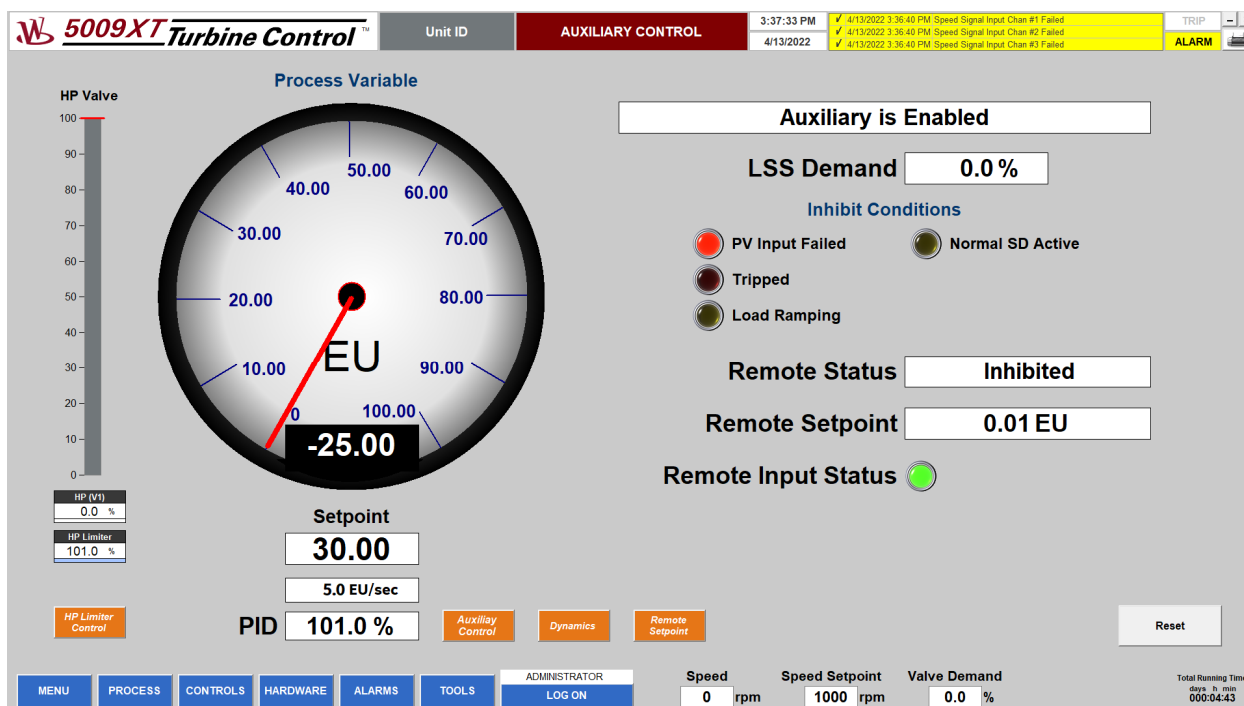 5009XT Turbine Control ™
Unit ID
AUXILIARY CONTROL
3:37:33 PM
4/13/2022
4/13/2022 3:36:40 PM Speed Signal Input Chan #1 Failed
4/13/2022 3:36:40 PM Speed Signal Input Chan #2 Failed
4/13/2022 3:36:40 PM Speed Signal Input Chan #3 Failed
TRIP
ALARM
HP Valve
100
90
80
70
60
50
40
30
20
10
0
HP (V1)
0.0 %
HP Limiter
101.0 %
HP Limiter
Control
Process Variable
0
10.00
20.00
30.00
40.00
50.00
60.00
70.00
80.00
90.00
100.00
EU
-25.00
Setpoint
30.00
5.0 EU/sec
PID 101.0 %
Auxiliay
Control
Dynamics
Remote
Setpoint
Auxiliary is Enabled
LSS Demand 0.0 %
Inhibit Conditions
PV Input Failed
Normal SD Active
Tripped
Load Ramping
Remote Status Inhibited
Remote Setpoint 0.01 EU
Remote Input Status
Reset
MENU
PROCESS
CONTROLS
HARDWARE
ALARMS
TOOLS
ADMINISTRATOR
LOG ON
Speed
0 rpm
Speed Setpoint
1000 rpm
Valve Demand
0.0 %
Total Running Time
days h min
000:04:43